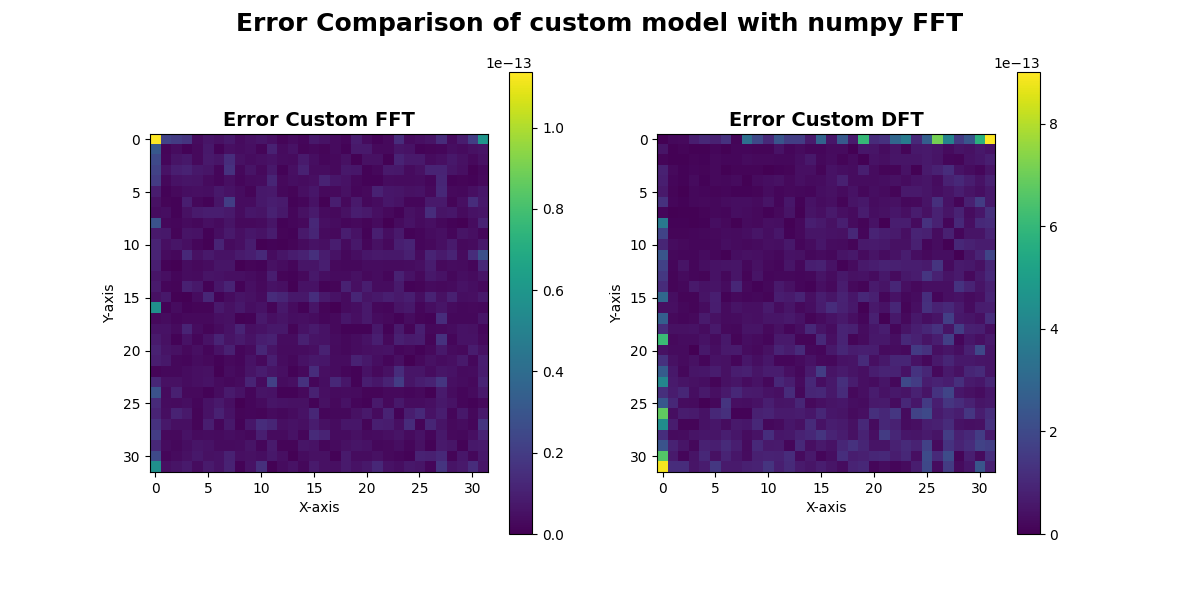 Error Comparison of custom model with numpy FFT
Error Custom FFT
1e−13
Y-axis
0
5
10
15
20
25
30
0 5 10 15 20 25 30
X-axis
1.0
0.8
0.6
0.4
0.2
0.0
Error Custom DFT
1e−13
Y-axis
0
5
10
15
20
25
30
0 5 10 15 20 25 30
X-axis
8
6
4
2
0